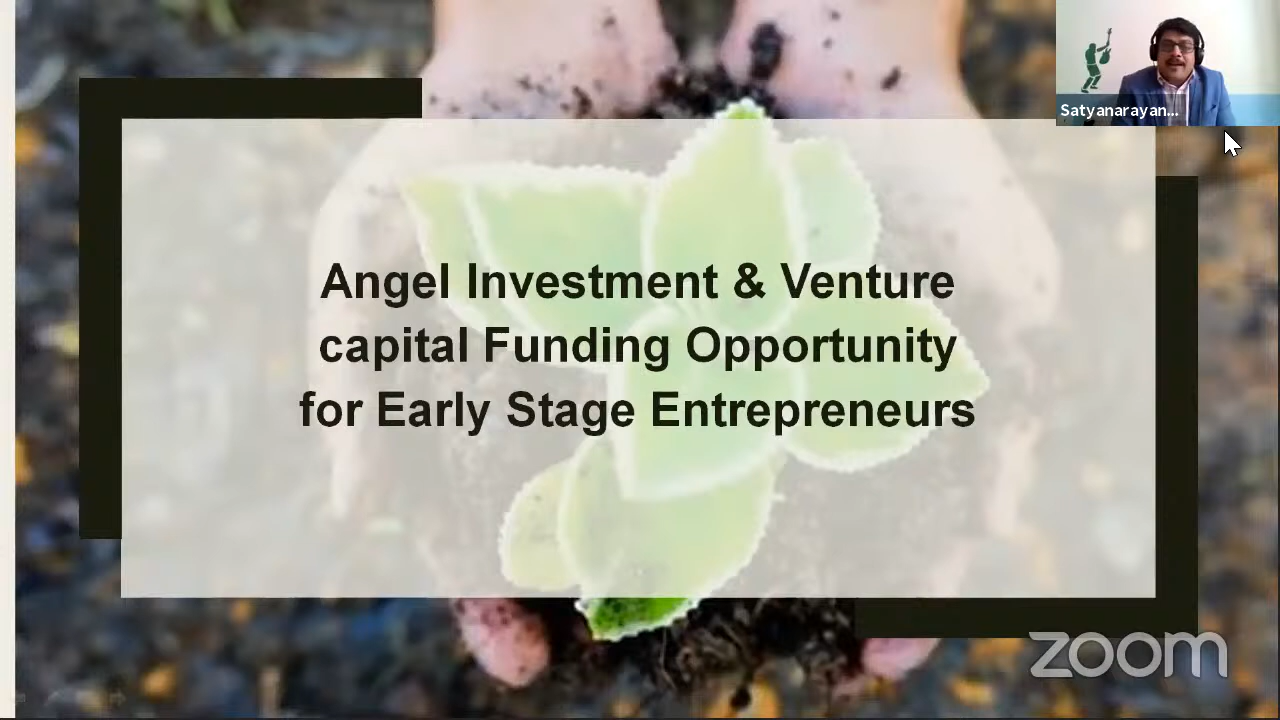 Satyanarayan...
Angel Investment & Venture
capital Funding Opportunity
for Early Stage Entrepreneurs
zoom